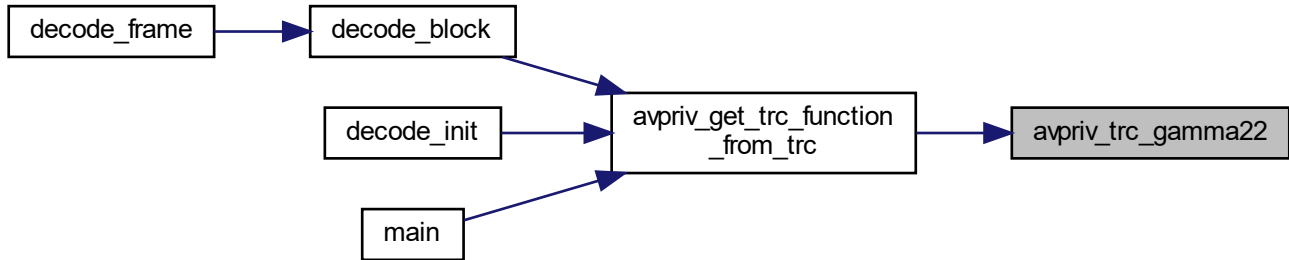 decode_frame
decode_block
decode_init
main
avpriv_get_trc_function
_from_trc
avpriv_trc_gamma22